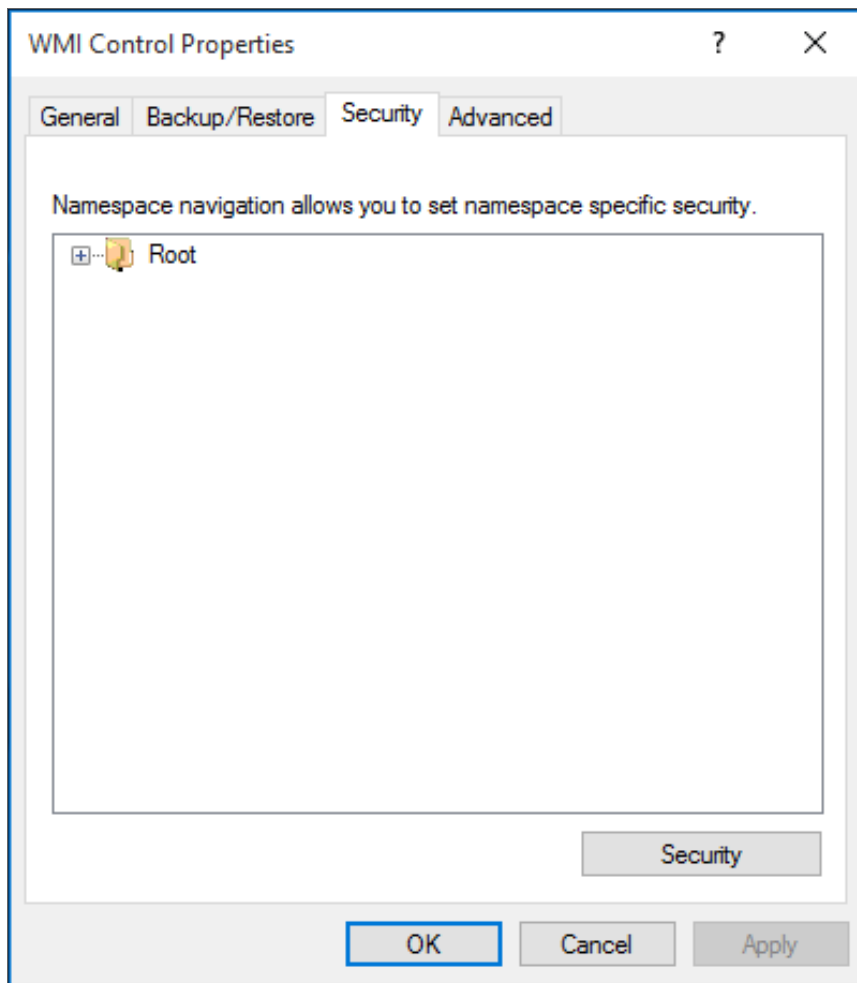 WMI Control Properties ?
General Backup/Restore Security Advanced
Namespace navigation allows you to set namespace specific security.
Root
Security
OK Cancel Apply